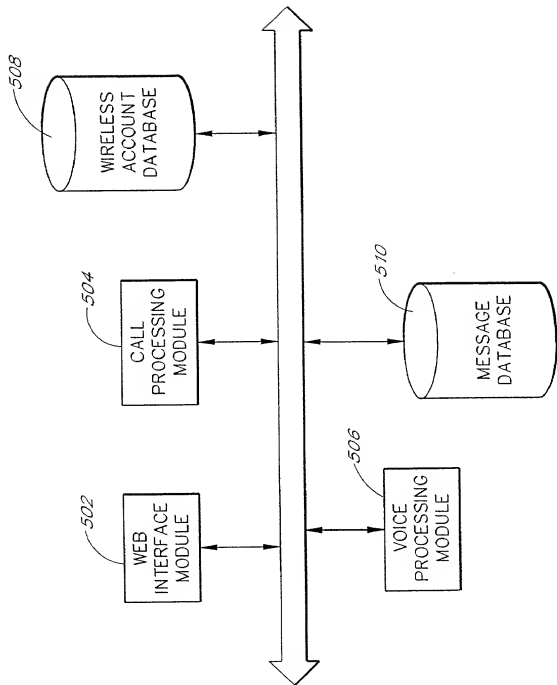 502
WEB
INTERFACE
MODULE
504
CALL
PROCESSING
MODULE
508
WIRELESS
ACCOUNT
DATABASE
506
VOICE
PROCESSING
MODULE
510
MESSAGE
DATABASE